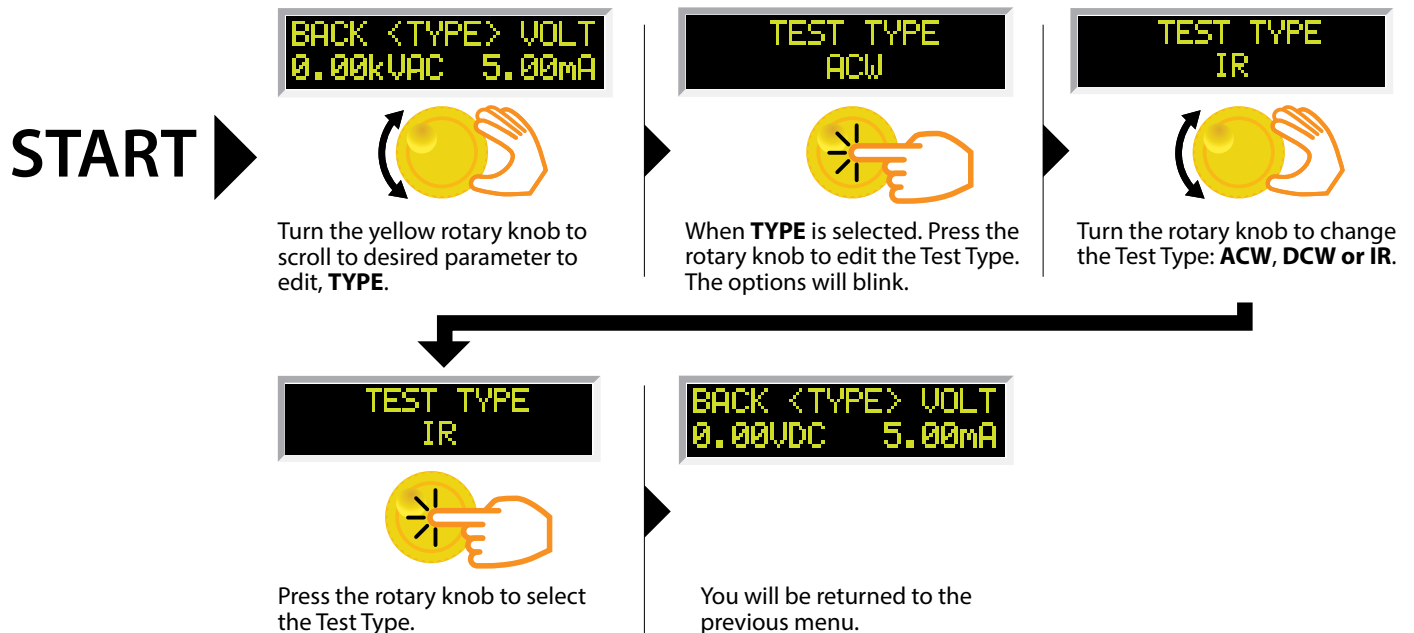 START
BACK <TYPE> VOLT
0.00kVAC 5.00mA
Turn the yellow rotary knob to
scroll to desired parameter to
edit, TYPE.
TEST TYPE
ACW
When TYPE is selected. Press the
rotary knob to edit the Test Type.
The options will blink.
TEST TYPE
IR
Turn the rotary knob to change
the Test Type: ACW, DCW or IR.
TEST TYPE
IR
Press the rotary knob to select
the Test Type.
BACK <TYPE> VOLT
0.00VDC 5.00mA
You will be returned to the
previous menu.